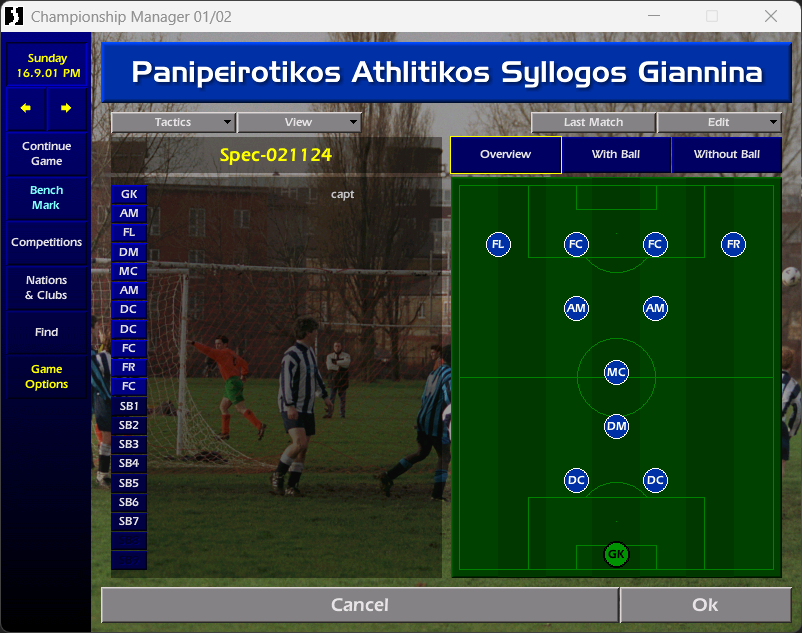 Championship Manager 01/02
Sunday
16.9.01 PM
Continue
Game
Bench
Mark
Competitions
Nations
& Clubs
Find
Game
Options
Panipeirotikos Athlitikos Syllogos Giannina
Tactics View Last Match Edit
Spec-021124
Overview With Ball Without Ball
GK capt
AM
FL
DM
MC
AM
DC
DC
FC
FR
FC
SB1
SB2
SB3
SB4
SB5
SB6
SB7
FL FC FC FR
AM AM
MC
DM
DC DC
GK
Cancel Ok